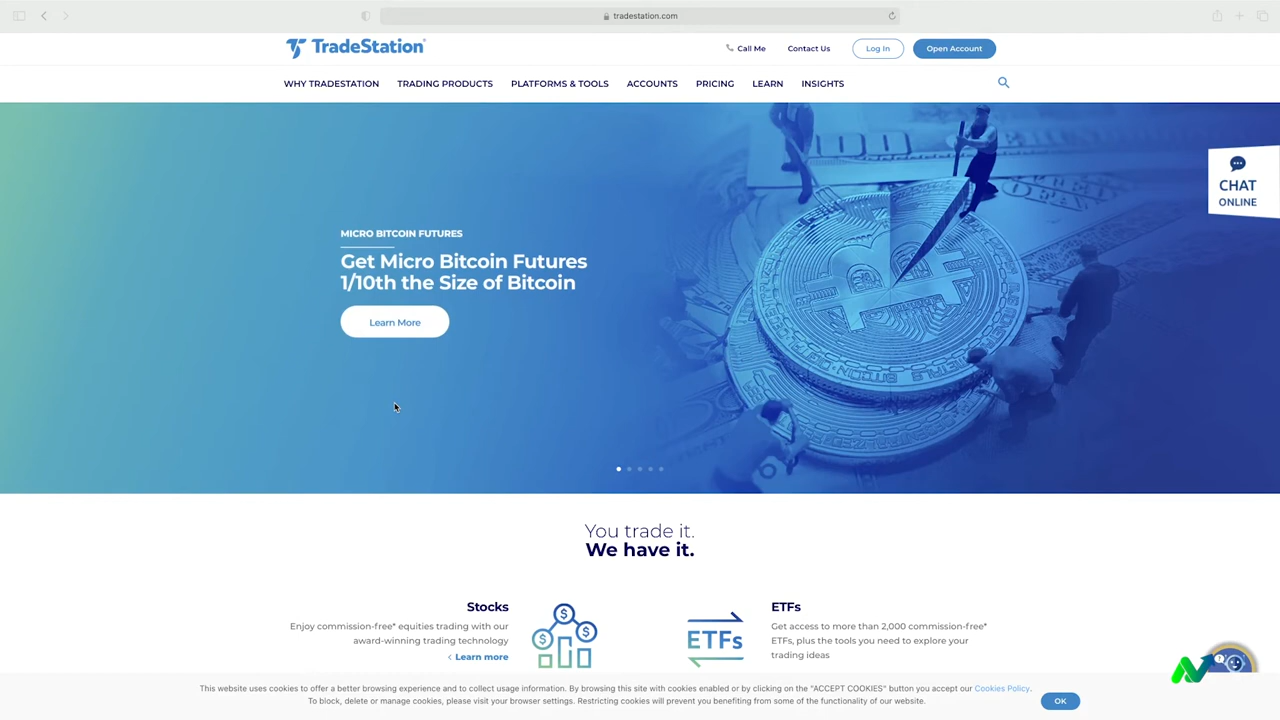 tradestation.com
TradeStation
Call Me
Contact Us
Log In
Open Account
WHY TRADESTATION
TRADING PRODUCTS
PLATFORMS & TOOLS
ACCOUNTS
PRICING
LEARN
INSIGHTS
MICRO BITCOIN FUTURES
Get Micro Bitcoin Futures
1/10th the Size of Bitcoin
Learn More
CHAT
ONLINE
You trade it.
We have it.
Stocks
Enjoy commission-free* equities trading with our
award-winning trading technology
< Learn more
ETFs
ETFs
Get access to more than 2,000 commission-free*
ETFs, plus the tools you need to explore your
trading ideas
This website uses cookies to offer a better browsing experience and to collect usage information. By browsing this site with cookies enabled or by clicking on the "ACCEPT COOKIES" button you accept our Cookies Policy.
To block, delete or manage cookies, please visit your browser settings. Restricting cookies will prevent you benefiting from some of the functionality of our website.
OK